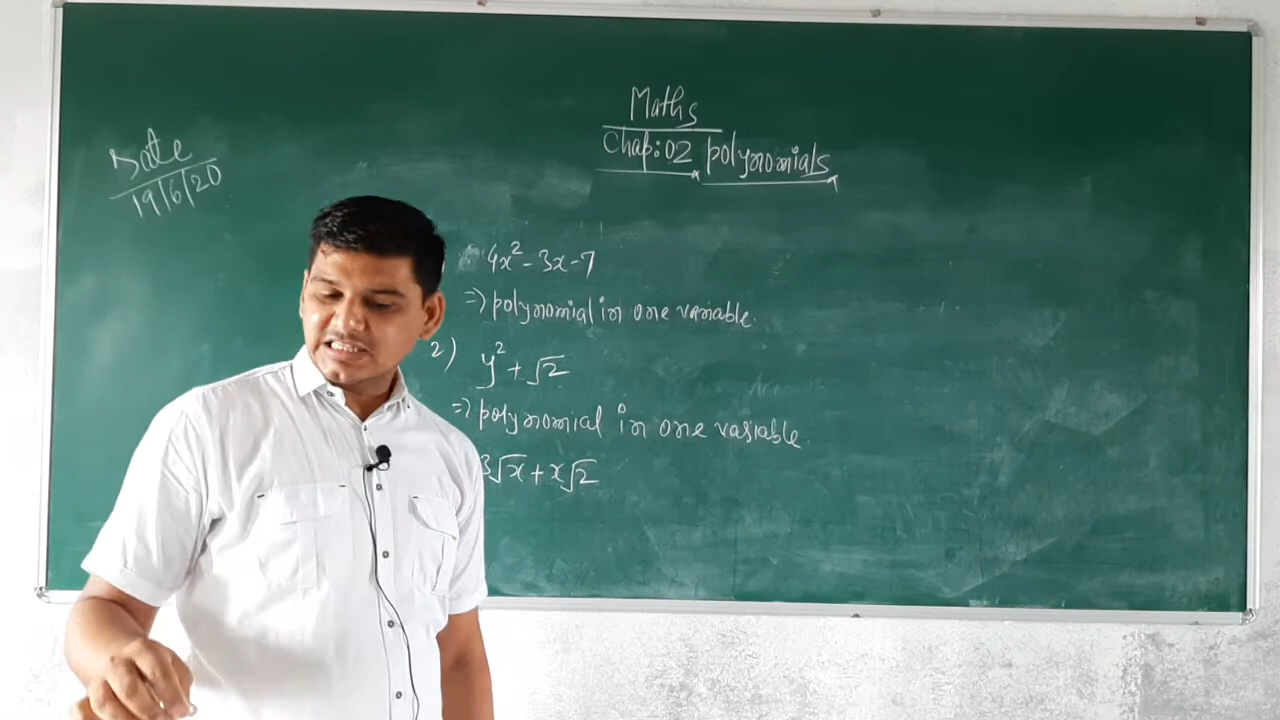 Maths
Chap:02 polynomials
Date
19/6/20
4x²-3x-7
=> polynomial in one variable.
2) y²+√2
=> polynomial in one variable.
3√x+x√2